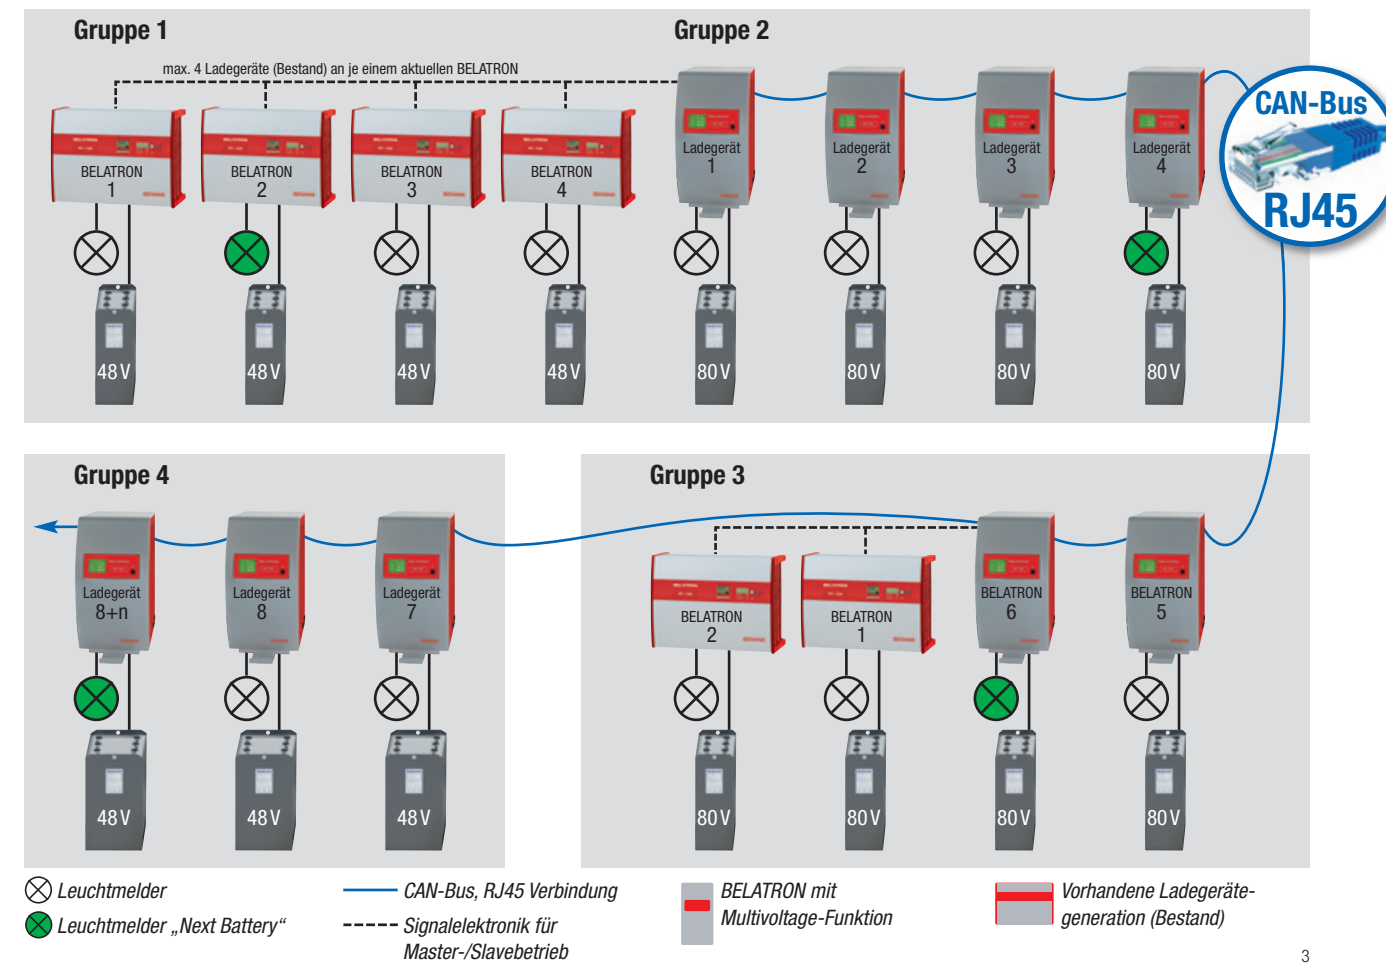 Gruppe 1
Gruppe 2
max. 4 Ladegeräte (Bestand) an je einem aktuellen BELATRON
CAN-Bus
RJ45
BELATRON
1
BELATRON
2
BELATRON
3
BELATRON
4
Ladegerät
1
Ladegerät
2
Ladegerät
3
Ladegerät
4
48 V
48 V
48 V
48 V
80 V
80 V
80 V
80 V
Gruppe 4
Gruppe 3
Ladegerät
8+n
Ladegerät
8
Ladegerät
7
BELATRON
2
BELATRON
1
BELATRON
6
BELATRON
5
48 V
48 V
48 V
80 V
80 V
80 V
80 V
Leuchtmelder
Leuchtmelder „Next Battery“
CAN-Bus, RJ45 Verbindung
Signalelektronik für
Master-/Slavebetrieb
BELATRON mit
Multivoltage-Funktion
Vorhandene Ladegeräte-
generation (Bestand)
3